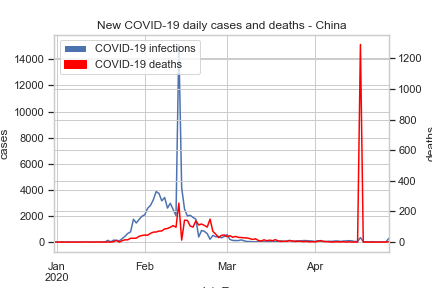 New COVID-19 daily cases and deaths - China
COVID-19 infections
COVID-19 deaths
cases
14000
12000
10000
8000
6000
4000
2000
0
deaths
1200
1000
800
600
400
200
0
Jan
2020
Feb
Mar
Apr